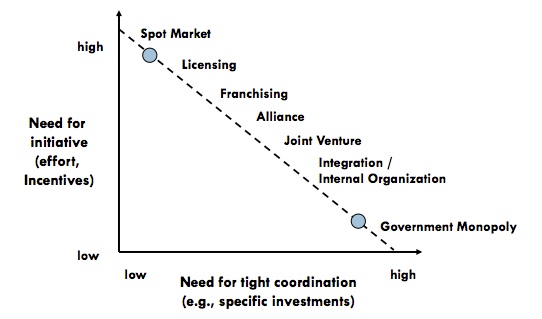 Spot Market
high
Licensing
Franchising
Alliance
Need for
initiative
(effort,
Incentives)
Joint Venture
Integration /
Internal Organization
Government Monopoly
low
low
high
Need for tight coordination
(e.g., specific investments)